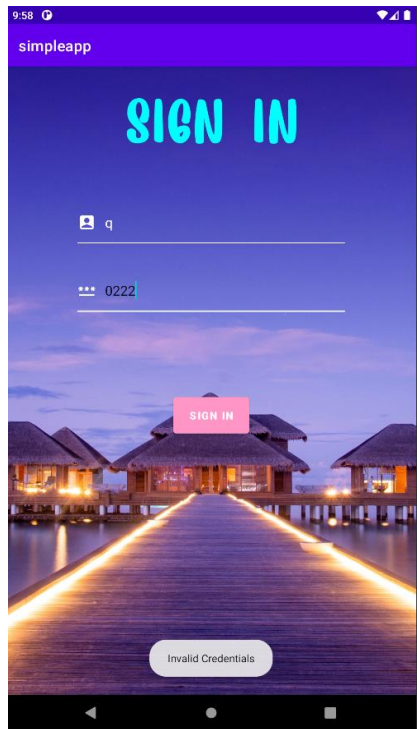 9:58
simpleapp
SIGN IN
q
0222
SIGN IN
Invalid Credentials